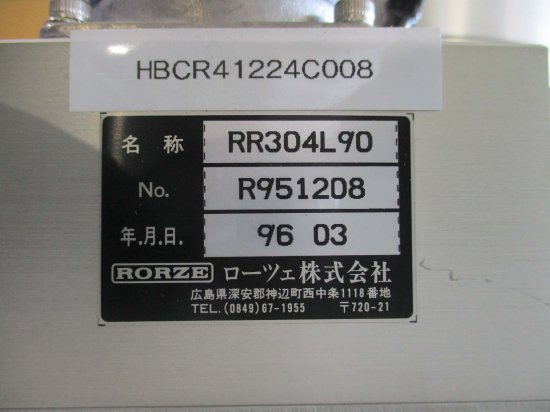 HBCR41224C008
名 称 RR304L90
No. R951208
年.月.日. 96 03
RORZE ローツェ株式会社
広島県深安郡神辺町西中条1118番地
TEL.(0849)67-1955 〒720-21